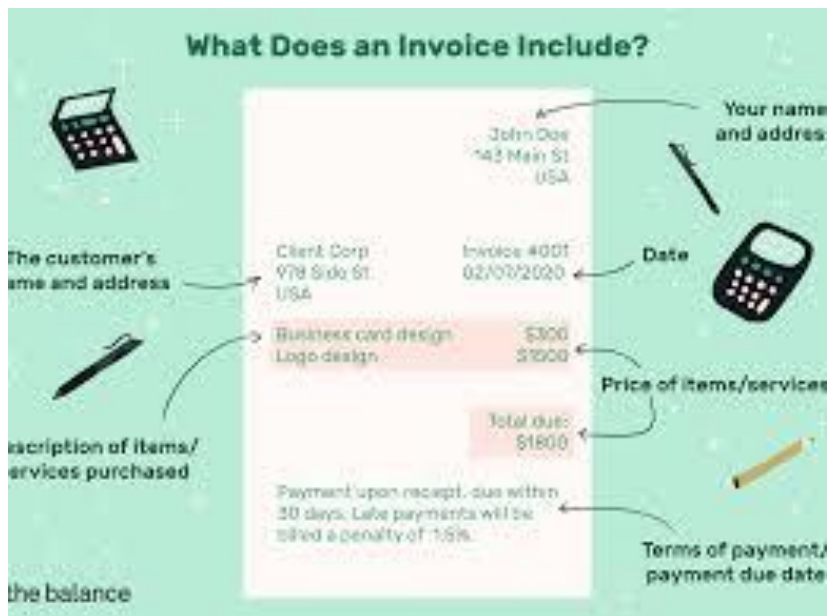 What Does an Invoice Include?
Your name
and addres
John Doe
143 Main St
USA
The customer's
ame and address
Client Corp
978 Side St
USA
Invoice #001
02/07/2020
Date
Business card design $300
Logo design $1500
Price of items/services
Total due:
$1800
escription of items/
ervices purchased
Payment upon receipt, due within
30 days. Late payments will be
billed a penalty of 1.5%.
Terms of payment/
payment due date
the balance